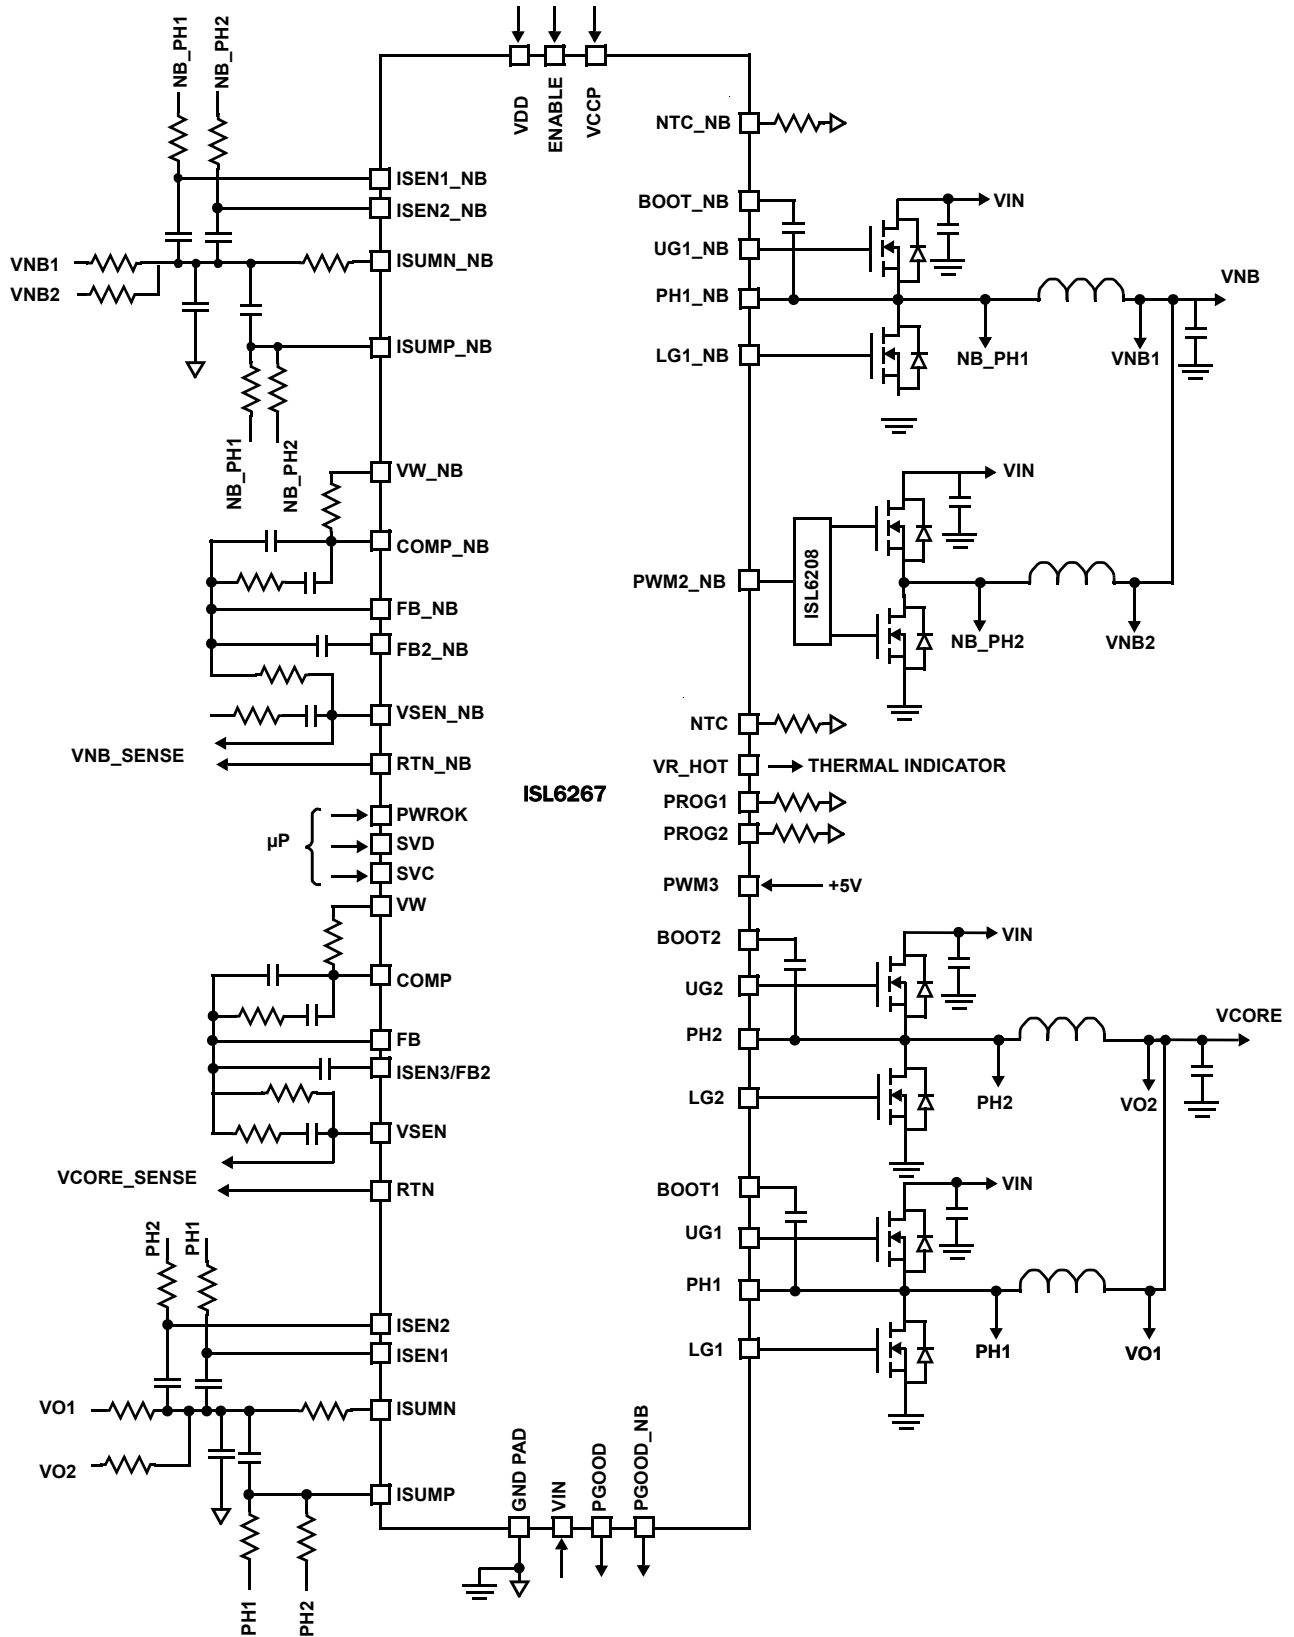 NB_PH1
NB_PH2
VDD
ENABLE
VCCP
ISEN1_NB
ISEN2_NB
VNB1
ISUMN_NB
VNB2
ISUMP_NB
NB_PH1
NB_PH2
VW_NB
COMP_NB
FB_NB
FB2_NB
VSEN_NB
VNB_SENSE
RTN_NB
µP
PWROK
SVD
SVC
VW
COMP
FB
ISEN3/FB2
VSEN
VCORE_SENSE
RTN
PH2
PH1
ISEN2
ISEN1
VO1
ISUMN
VO2
ISUMP
PH1
PH2
ISL6267
GND PAD
VIN
PGOOD
PGOOD_NB
NTC_NB
BOOT_NB
VIN
UG1_NB
PH1_NB
VNB
LG1_NB
NB_PH1
VNB1
VIN
ISL6208
PWM2_NB
NB_PH2
VNB2
NTC
VR_HOT
THERMAL INDICATOR
PROG1
PROG2
PWM3
+5V
BOOT2
VIN
UG2
PH2
VCORE
LG2
PH2
VO2
BOOT1
VIN
UG1
PH1
LG1
PH1
VO1